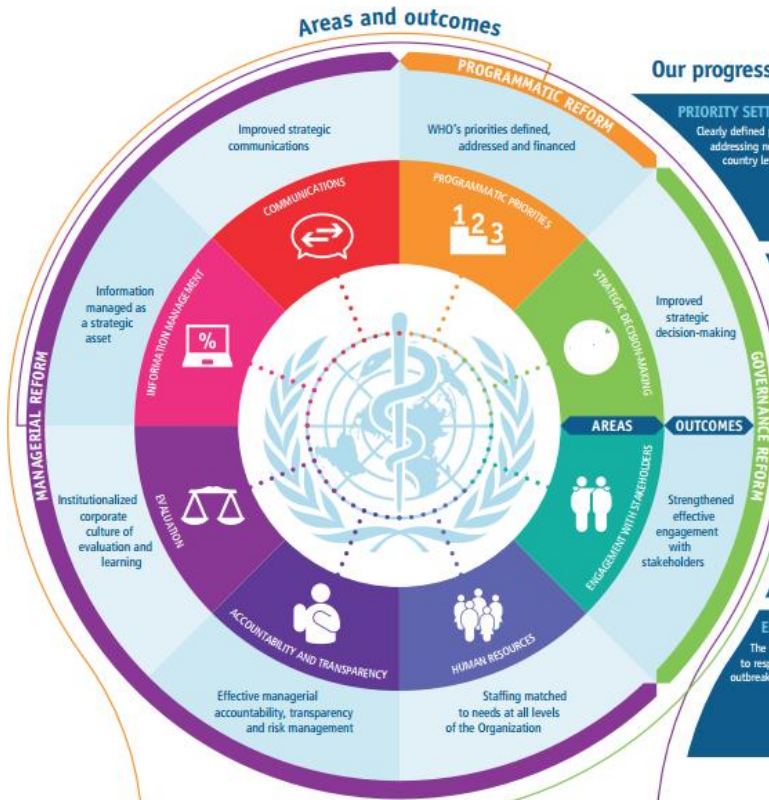 Areas and outcomes
PROGRAMMATIC REFORM
GOVERNANCE REFORM
MANAGERIAL REFORM
Improved strategic
communications
WHO's priorities defined,
addressed and financed
COMMUNICATIONS
PROGRAMMATIC PRIORITIES
1 2 3
Information
managed as
a strategic
asset
INFORMATION MANAGEMENT
%
STRATEGIC DECISION-MAKING
Improved
strategic
decision-making
AREAS
OUTCOMES
Institutionalized
corporate
culture of
evaluation and
learning
EVALUATION
ENGAGEMENT WITH STAKEHOLDERS
Strengthened
effective
engagement
with
stakeholders
ACCOUNTABILITY AND TRANSPARENCY
HUMAN RESOURCES
Effective managerial
accountability, transparency
and risk management
Staffing matched
to needs at all levels
of the Organization
Our progress
PRIORITY SETT
Clearly defined
addressing
country le
E
The
to resp
outbreak